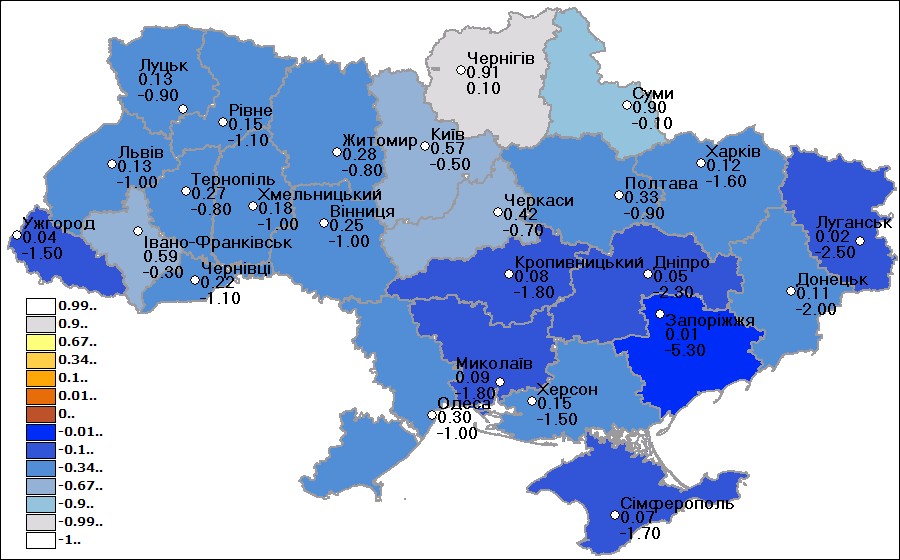 Чернігів
0.91
0.10
Луцьк
0.13
-0.90
Суми
0.90
-0.10
Рівне
0.15
-1.10
Київ
0.57
-0.50
Житомир
0.28
-0.80
Харків
0.12
-1.60
Львів
0.13
-1.00
Тернопіль
0.27
-0.80
Хмельницький
0.18
-1.00
Полтава
0.33
-0.90
Черкаси
0.42
-0.70
Вінниця
0.25
-1.00
Ужгород
0.04
-1.50
Луганськ
0.02
-2.50
Івано-Франківськ
0.59
-0.30
Чернівці
0.22
-1.10
Кропивницький
0.08
-1.80
Дніпро
0.05
-2.30
Донецьк
0.11
-2.00
Запоріжжя
0.01
-5.30
Миколаїв
0.09
-1.80
Херсон
0.15
-1.50
Одеса
0.30
-1.00
Сімферополь
0.07
-1.70
0.99..
0.9..
0.67..
0.34..
0.1..
0.01..
0..
-0.01..
-0.1..
-0.34..
-0.67..
-0.9..
-0.99..
-1..